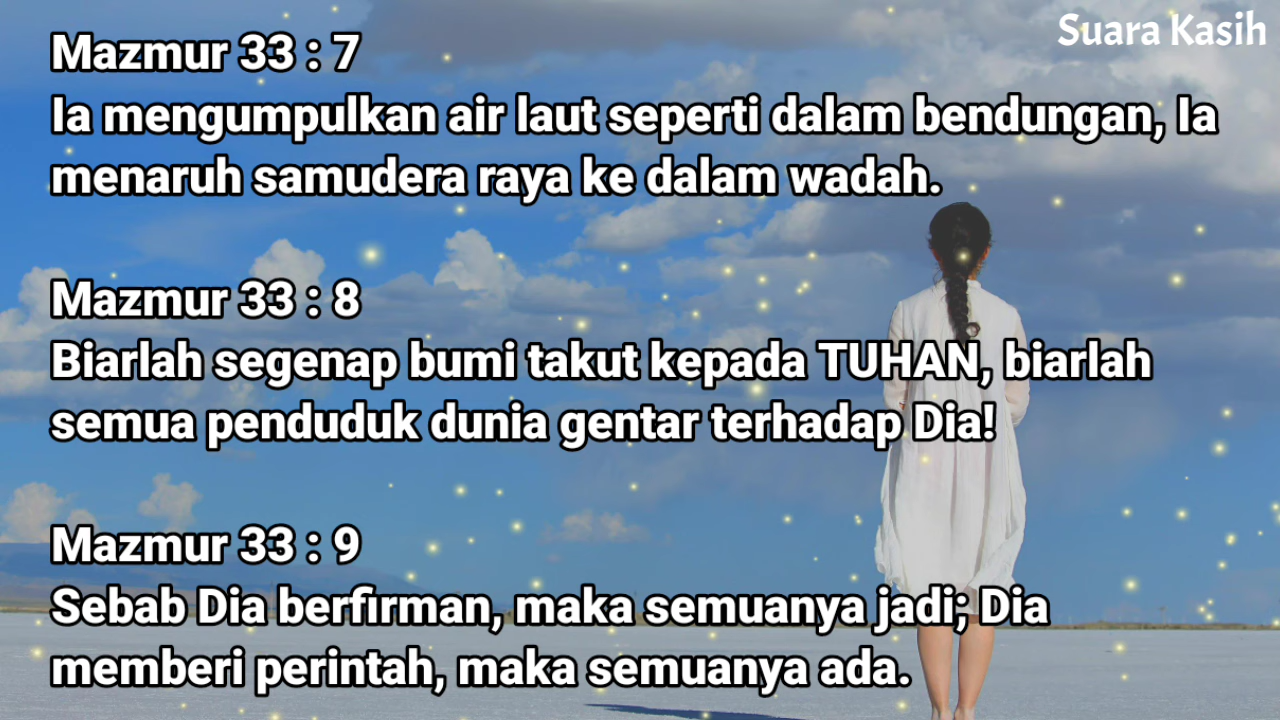 Suara Kasih
Mazmur 33 : 7
Ia mengumpulkan air laut seperti dalam bendungan, Ia
menaruh samudera raya ke dalam wadah.
Mazmur 33 : 8
Biarlah segenap bumi takut kepada TUHAN, biarlah
semua penduduk dunia gentar terhadap Dia!
Mazmur 33 : 9
Sebab Dia berfirman, maka semuanya jadi; Dia
memberi perintah, maka semuanya ada.